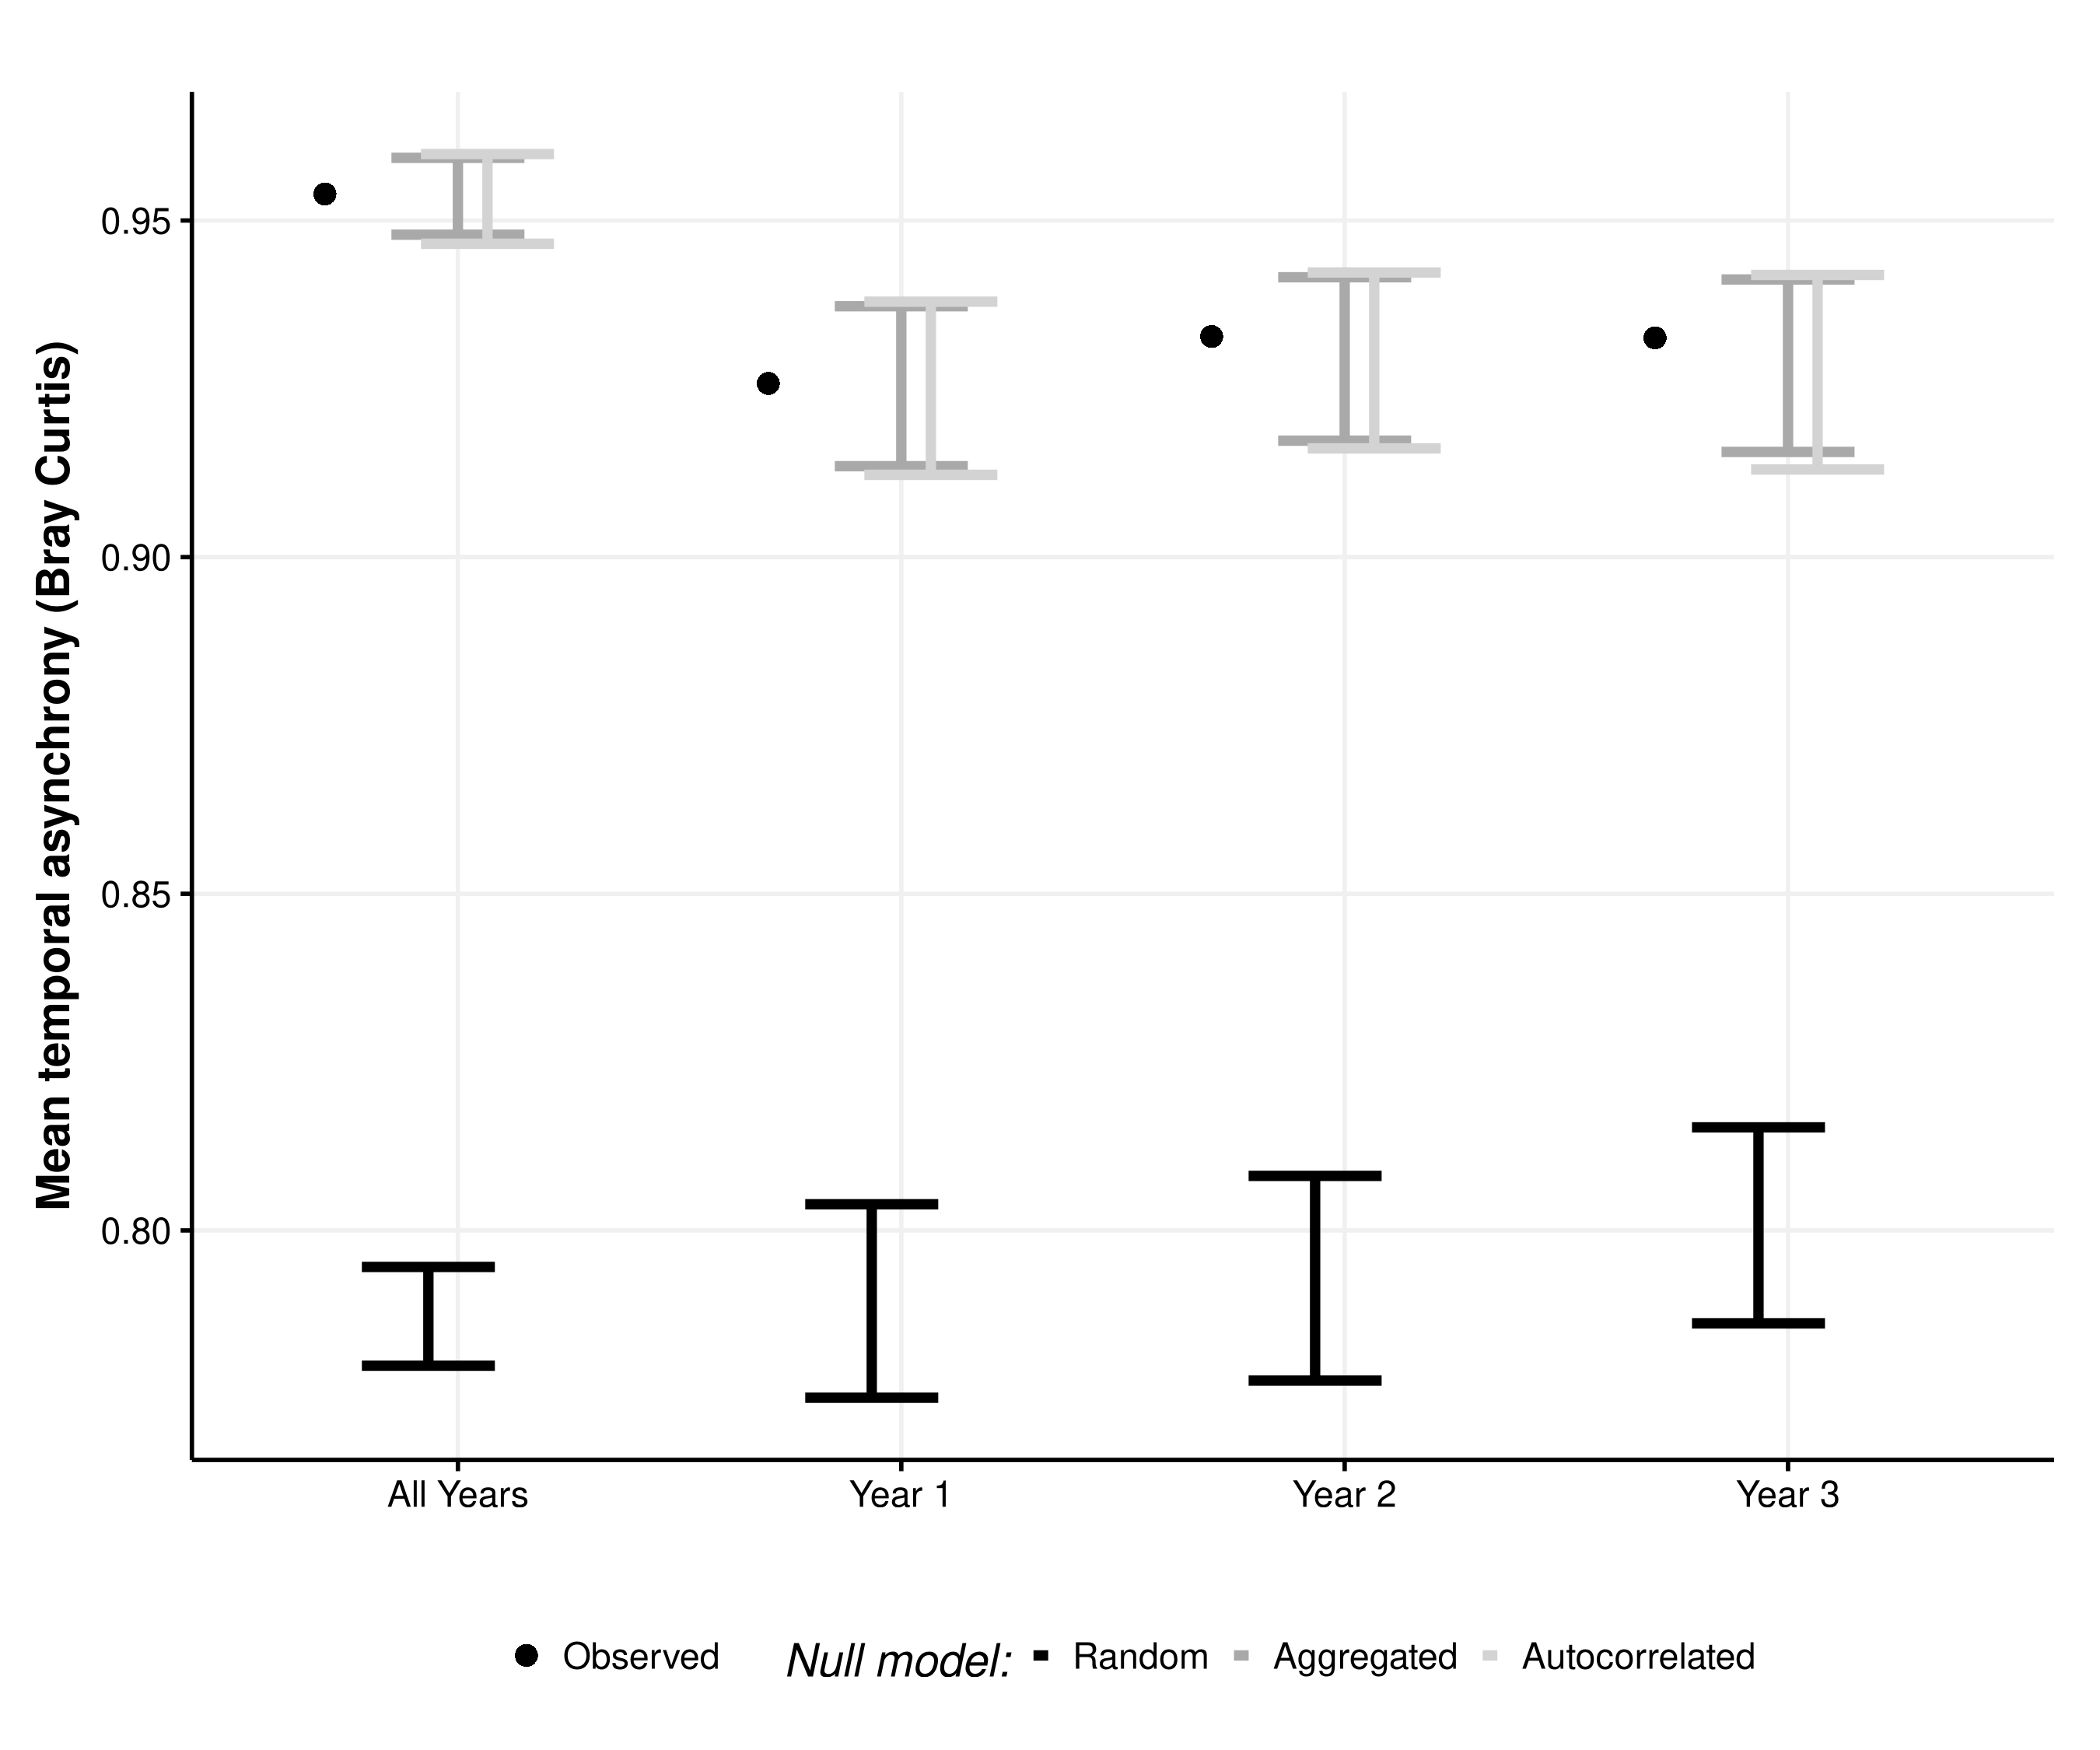 Mean temporal asynchrony (Bray Curtis)
0.95
0.90
0.85
0.80
All Years Year 1 Year 2 Year 3
Observed Null model: Random Aggregated Autocorrelated